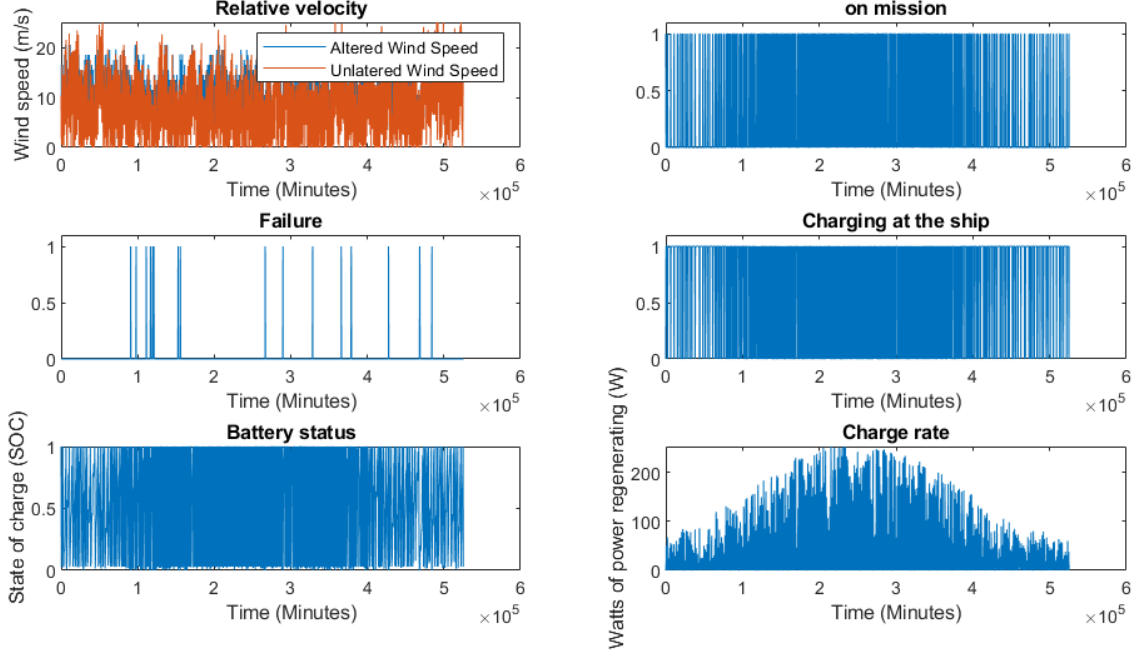 Relative velocity
Wind speed (m/s)
20
10
0
Altered Wind Speed
Unlatered Wind Speed
0 1 2 3 4 5 6
Time (Minutes)
×10^5
on mission
1
0.5
0
0 1 2 3 4 5 6
Time (Minutes)
×10^5
Failure
1
0.5
0
0 1 2 3 4 5 6
Time (Minutes)
×10^5
Charging at the ship
1
0.5
0
0 1 2 3 4 5 6
Time (Minutes)
×10^5
Battery status
State of charge (SOC)
1
0.5
0
0 1 2 3 4 5 6
Time (Minutes)
×10^5
Charge rate
Watts of power regenerating (W)
200
100
0
0 1 2 3 4 5 6
Time (Minutes)
×10^5